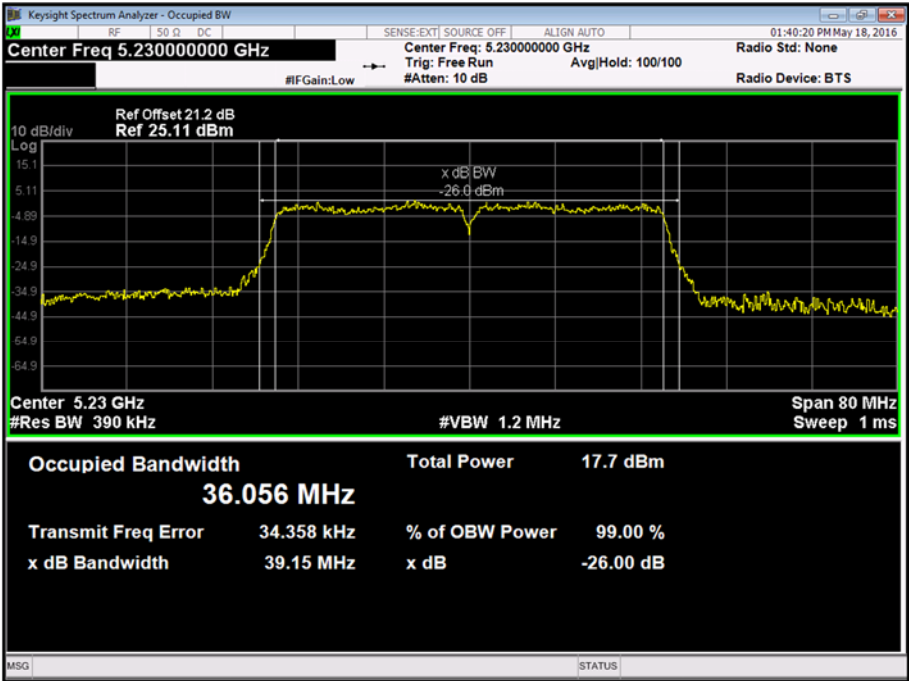 Keysight Spectrum Analyzer - Occupied BW
LXI RF 50 Ω DC SENSE:EXT SOURCE OFF ALIGN AUTO 01:40:20 PM May 18, 2016
Center Freq 5.230000000 GHz Center Freq: 5.230000000 GHz Radio Std: None
Trig: Free Run Avg|Hold: 100/100
#IFGain:Low #Atten: 10 dB Radio Device: BTS
Ref Offset 21.2 dB
10 dB/div Ref 25.11 dBm
Log
15.1
x dB BW
5.11
-26.0 dBm
-4.89
-14.9
-24.9
-34.9
-44.9
-54.9
-64.9
Center 5.23 GHz Span 80 MHz
#Res BW 390 kHz #VBW 1.2 MHz Sweep 1 ms
Occupied Bandwidth Total Power 17.7 dBm
36.056 MHz
Transmit Freq Error 34.358 kHz % of OBW Power 99.00 %
x dB Bandwidth 39.15 MHz x dB -26.00 dB
MSG STATUS